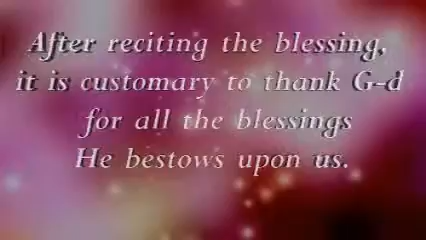 After reciting the blessing,
it is customary to thank G-d
for all the blessings
He bestows upon us.